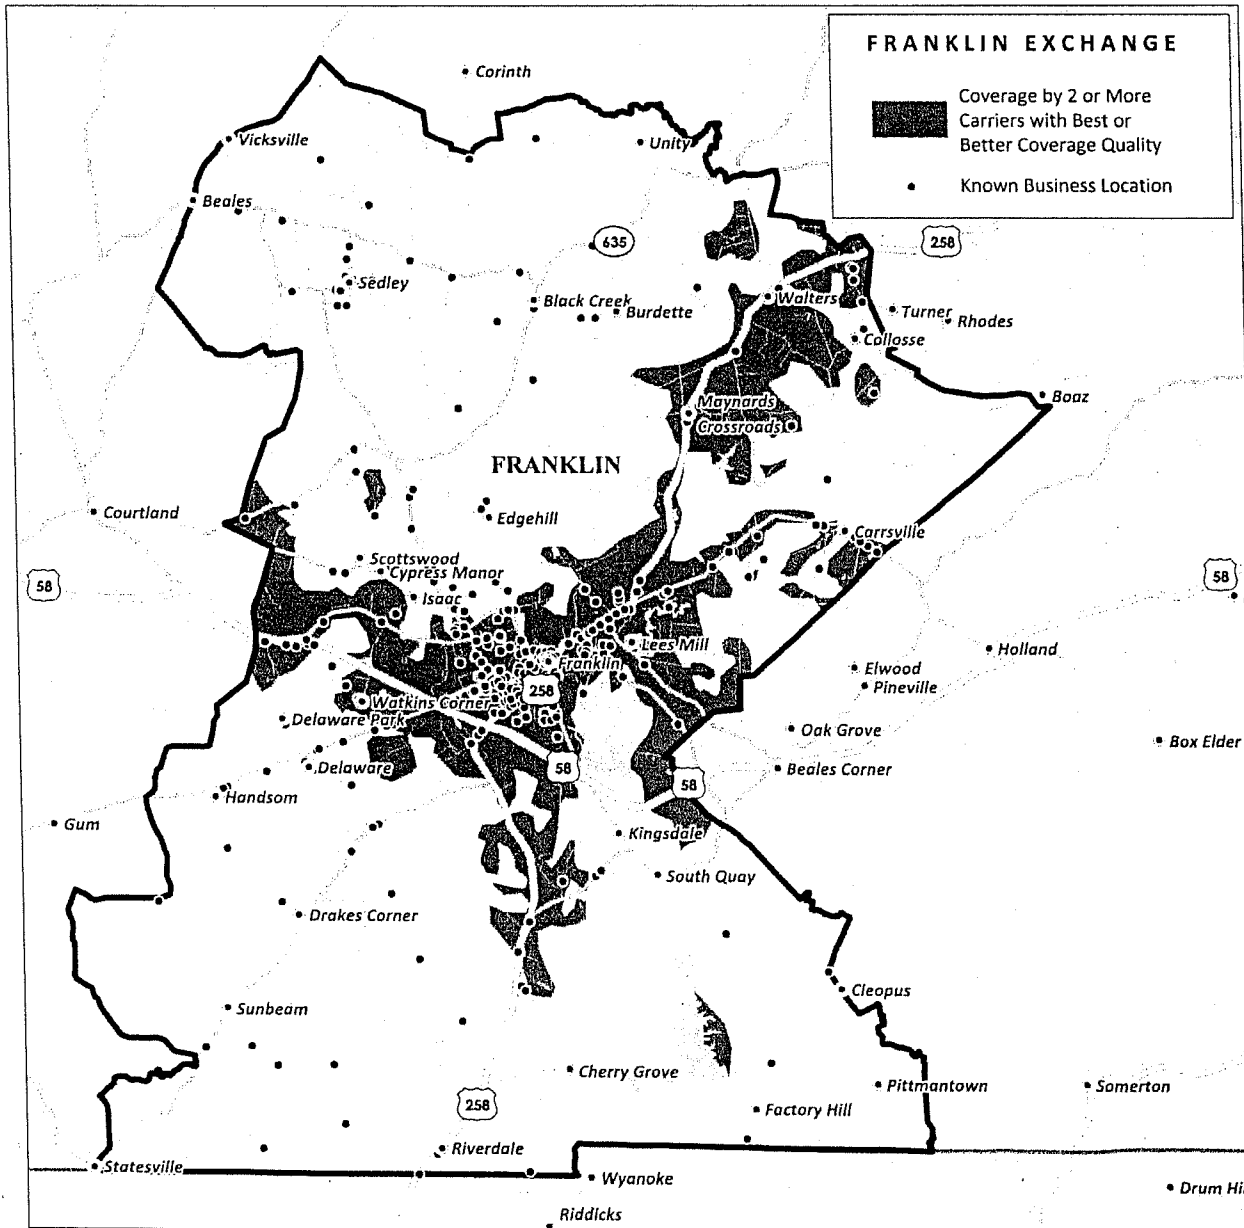 FRANKLIN EXCHANGE
Coverage by 2 or More
Carriers with Best or
Better Coverage Quality
Known Business Location
Corinth
Vicksville
Unity
Beales
635
258
Sedley
Black Creek
Burdette
Walters
Turner
Rhodes
Collosse
Boaz
Maynards
Crossroads
FRANKLIN
Courtland
Edgehill
Carrsville
Scottswood
Cypress Manor
58
58
Isaac
Lees Mill
Franklin
Holland
Elwood
Pineville
258
Watkins Corner
Delaware Park
Oak Grove
Box Elder
Delaware
58
58
Beales Corner
Handsom
Gum
Kingsdale
South Quay
Drakes Corner
Cleopus
Sunbeam
Cherry Grove
Pittmantown
Somerton
258
Factory Hill
Riverdale
Statesville
Wyanoke
Drum Hi
Riddicks